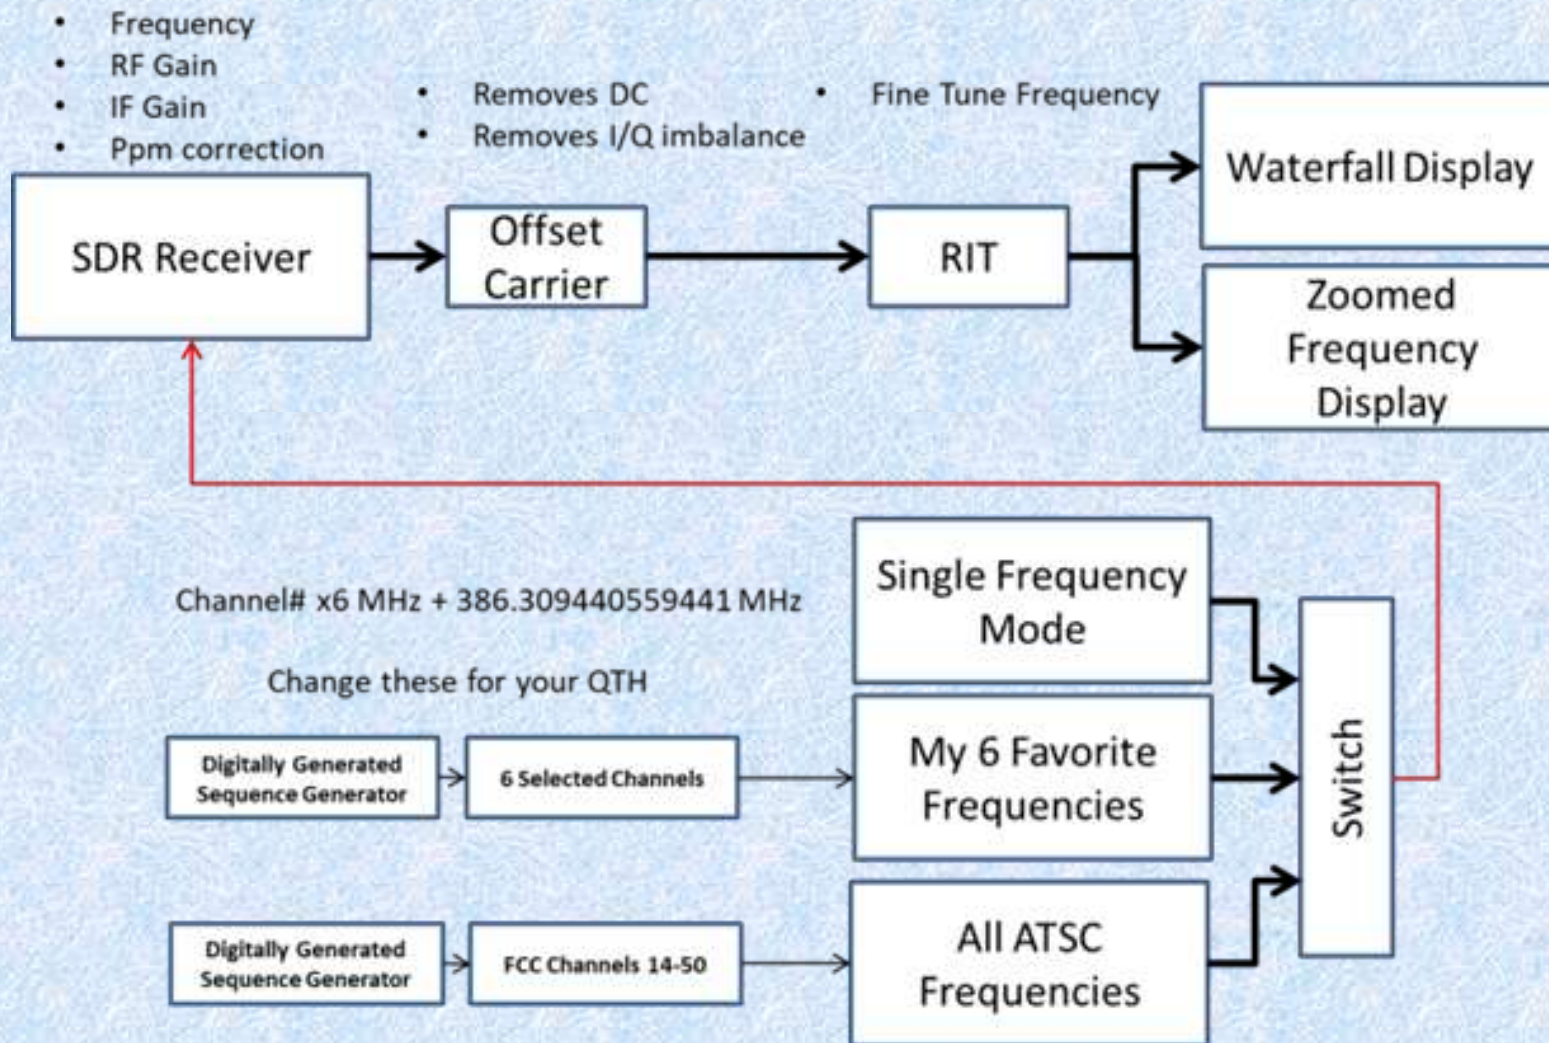 • Frequency
• RF Gain
• IF Gain
• Ppm correction
• Removes DC
• Removes I/Q imbalance
• Fine Tune Frequency
SDR Receiver
Offset
Carrier
RIT
Waterfall Display
Zoomed
Frequency
Display
Channel# x6 MHz + 386.309440559441 MHz
Change these for your QTH
Single Frequency
Mode
Digitally Generated
Sequence Generator
6 Selected Channels
My 6 Favorite
Frequencies
Switch
Digitally Generated
Sequence Generator
FCC Channels 14-50
All ATSC
Frequencies